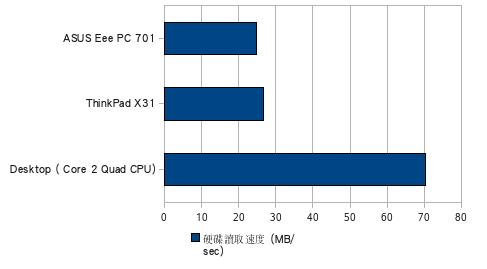 ASUS Eee PC 701
ThinkPad X31
Desktop ( Core 2 Quad CPU)
0 10 20 30 40 50 60 70 80
硬碟讀取速度 (MB/
sec)